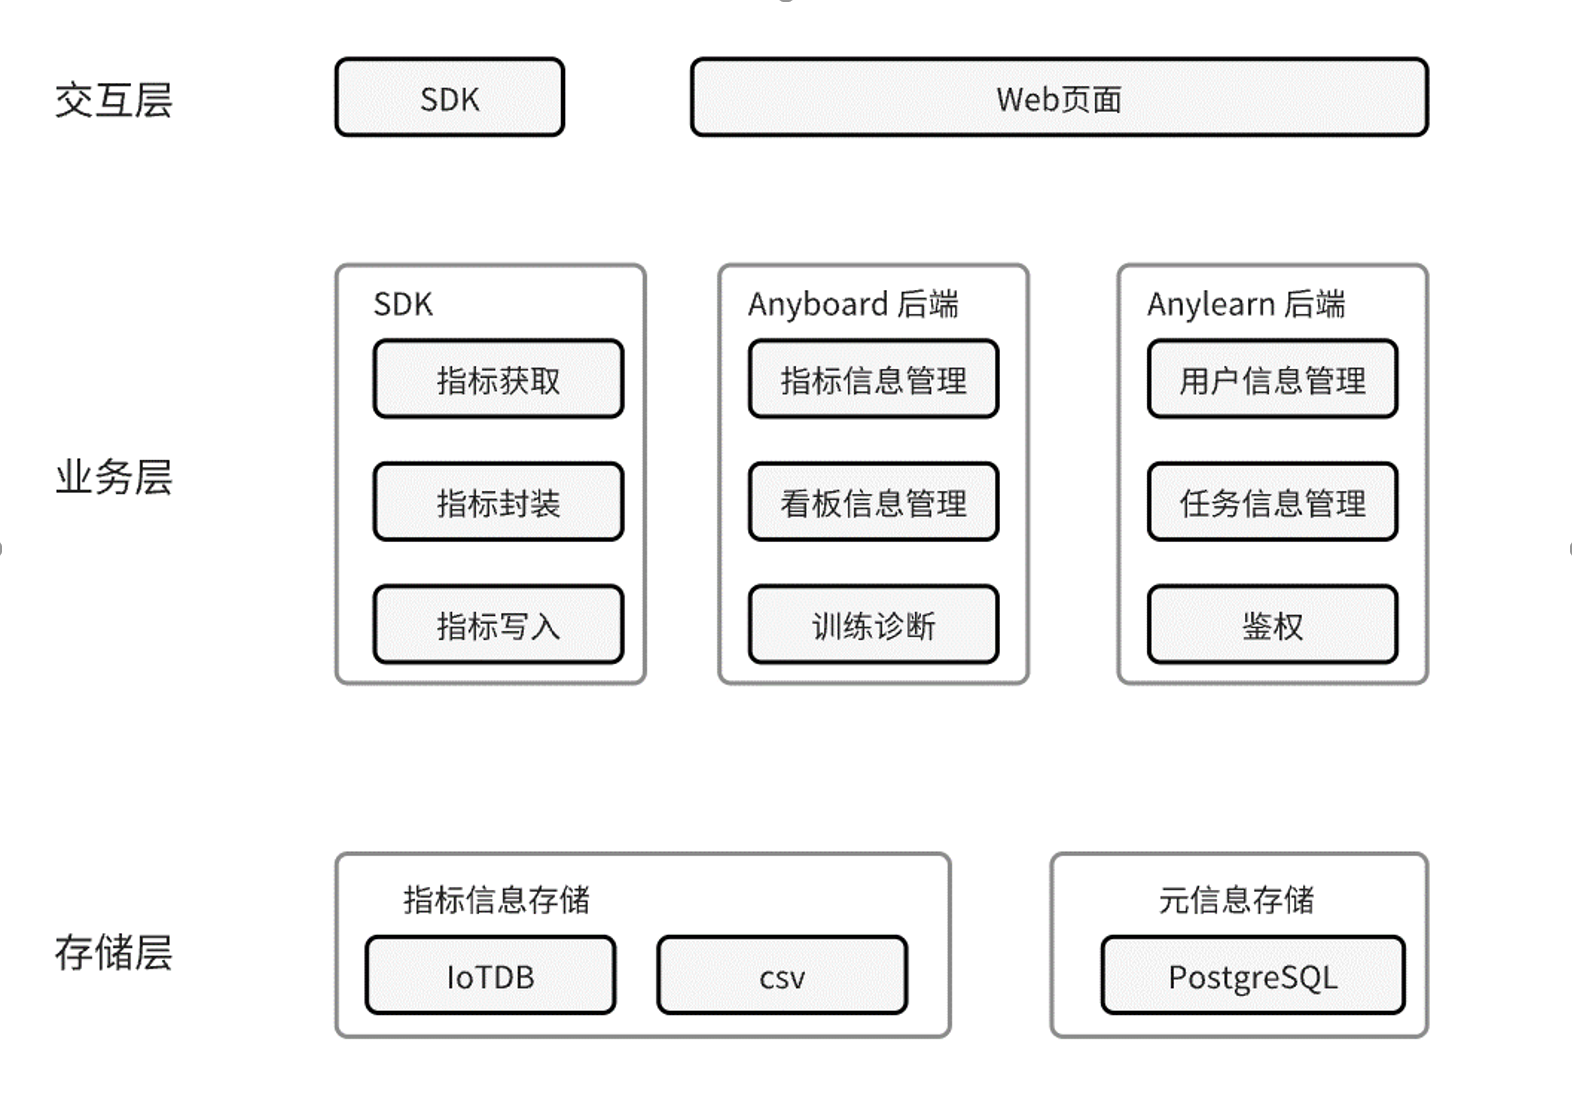 交互层
SDK
Web页面
业务层
SDK
指标获取
指标封装
指标写入
Anyboard 后端
指标信息管理
看板信息管理
训练诊断
Anylearn 后端
用户信息管理
任务信息管理
鉴权
存储层
指标信息存储
IoTDB
csv
元信息存储
PostgreSQL